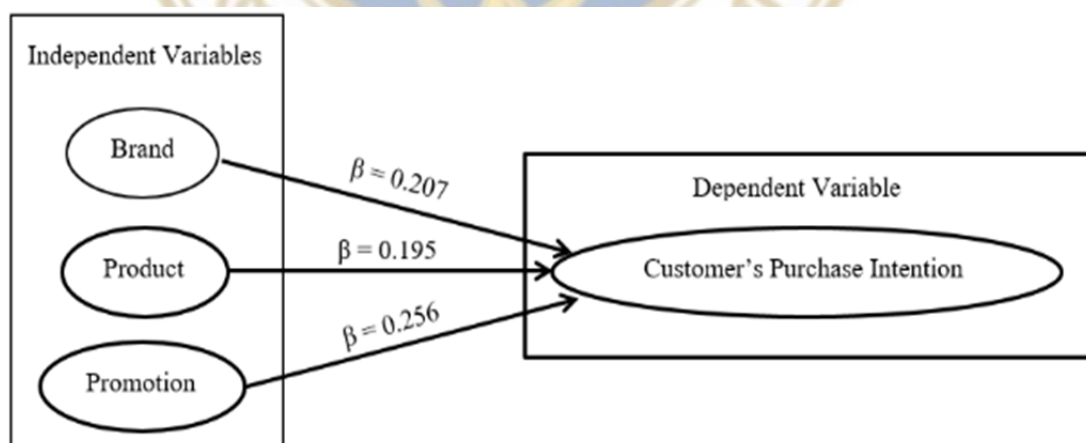 Independent Variables
Brand
β = 0.207
Dependent Variable
Product
β = 0.195
Customer’s Purchase Intention
β = 0.256
Promotion